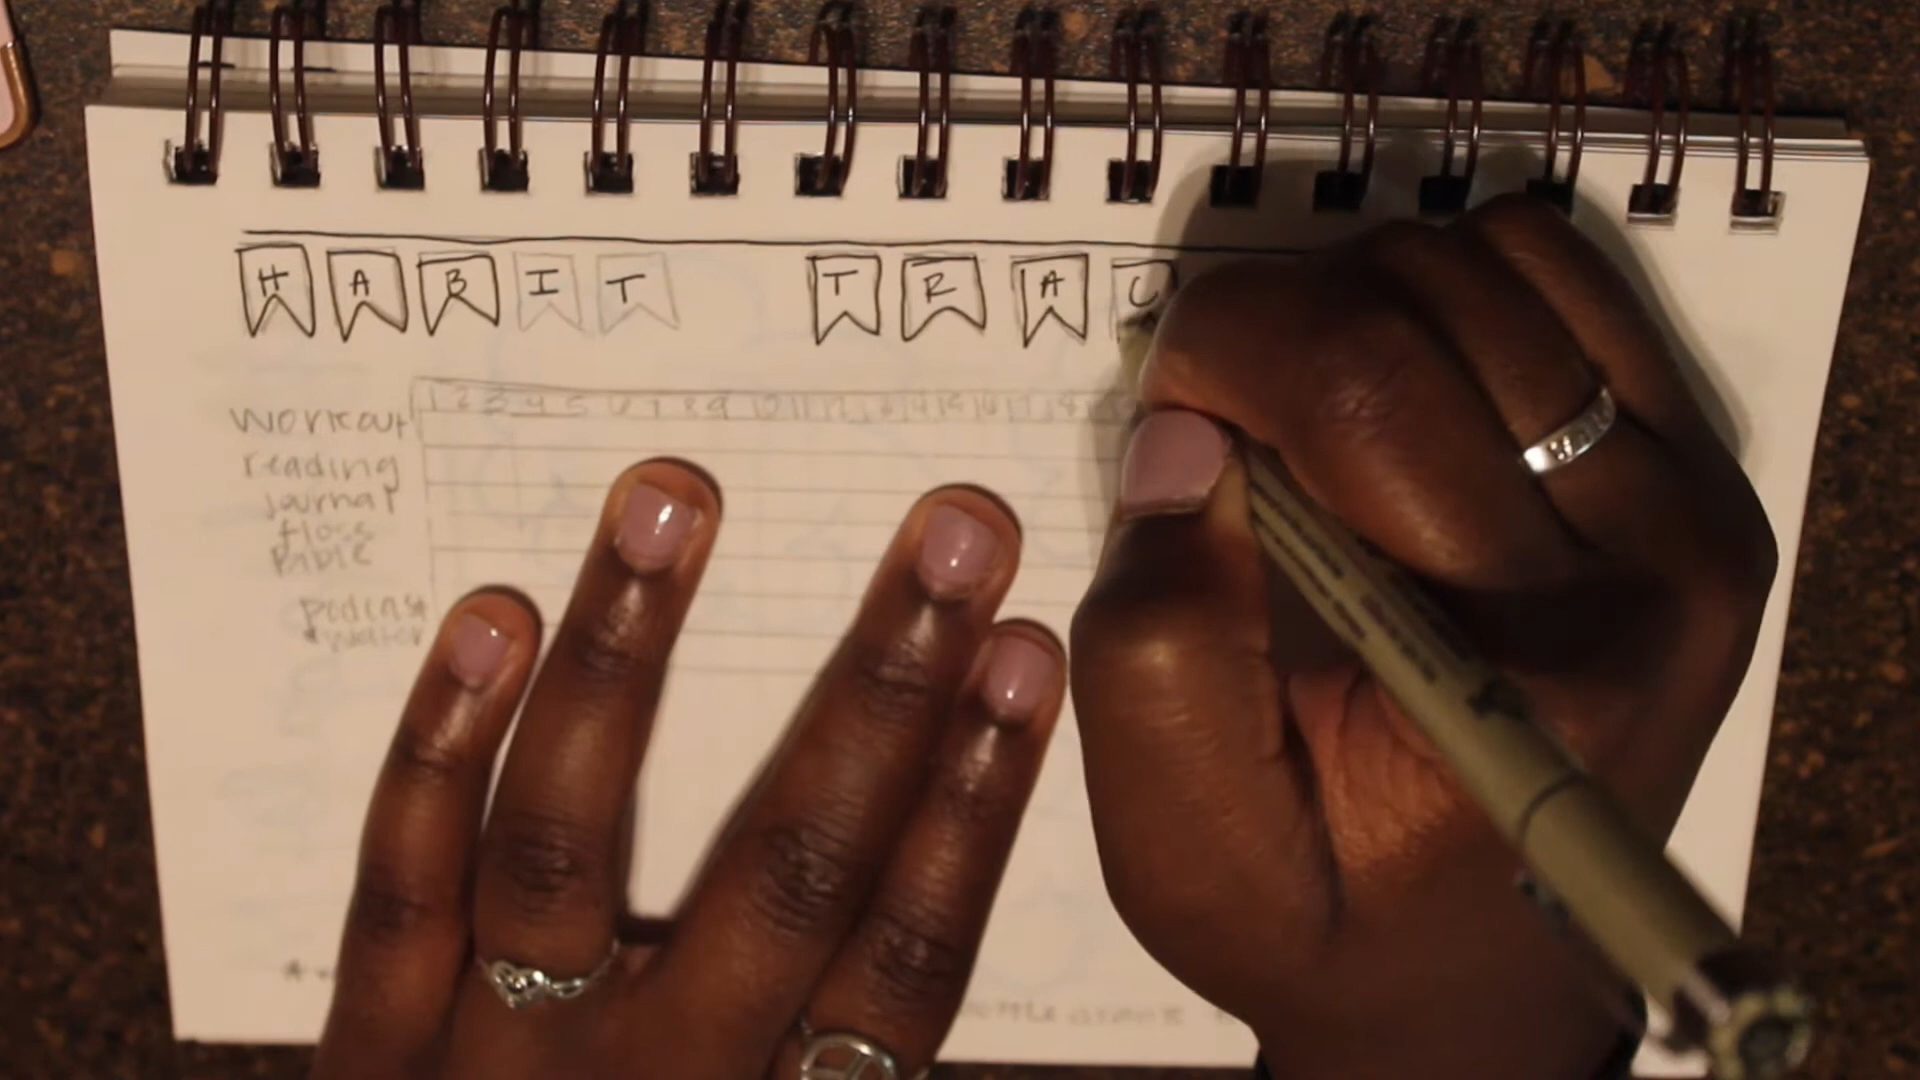 HABIT TRAC
1 2 3 4 5 6 7 8 9 10 11 12 13 14 15 16 17 18
workout
reading
journal
floss
Bible
podcast